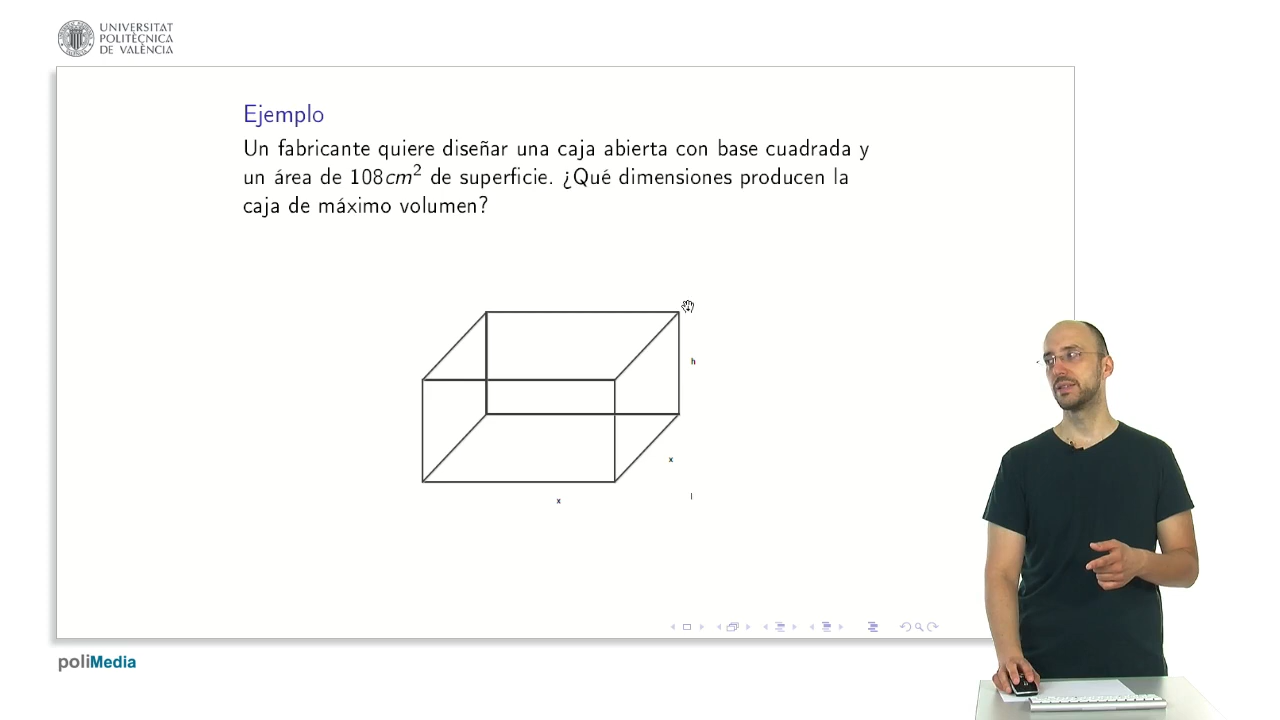 UNIVERSITAT
POLITÈCNICA
DE VALÈNCIA
Ejemplo
Un fabricante quiere diseñar una caja abierta con base cuadrada y
un área de 108cm² de superficie. ¿Qué dimensiones producen la
caja de máximo volumen?
h
x
l
x
poliMedia